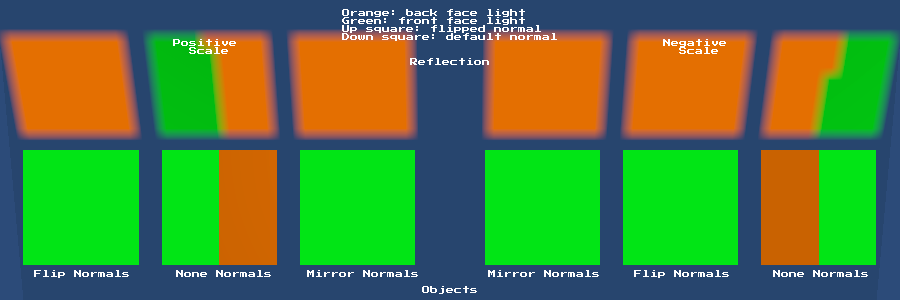 Orange: back face light
Green: front face light
Up square: flipped normal
Down square: default normal
Positive
Scale
Negative
Scale
Reflection
Flip Normals
None Normals
Mirror Normals
Mirror Normals
Flip Normals
None Normals
Objects